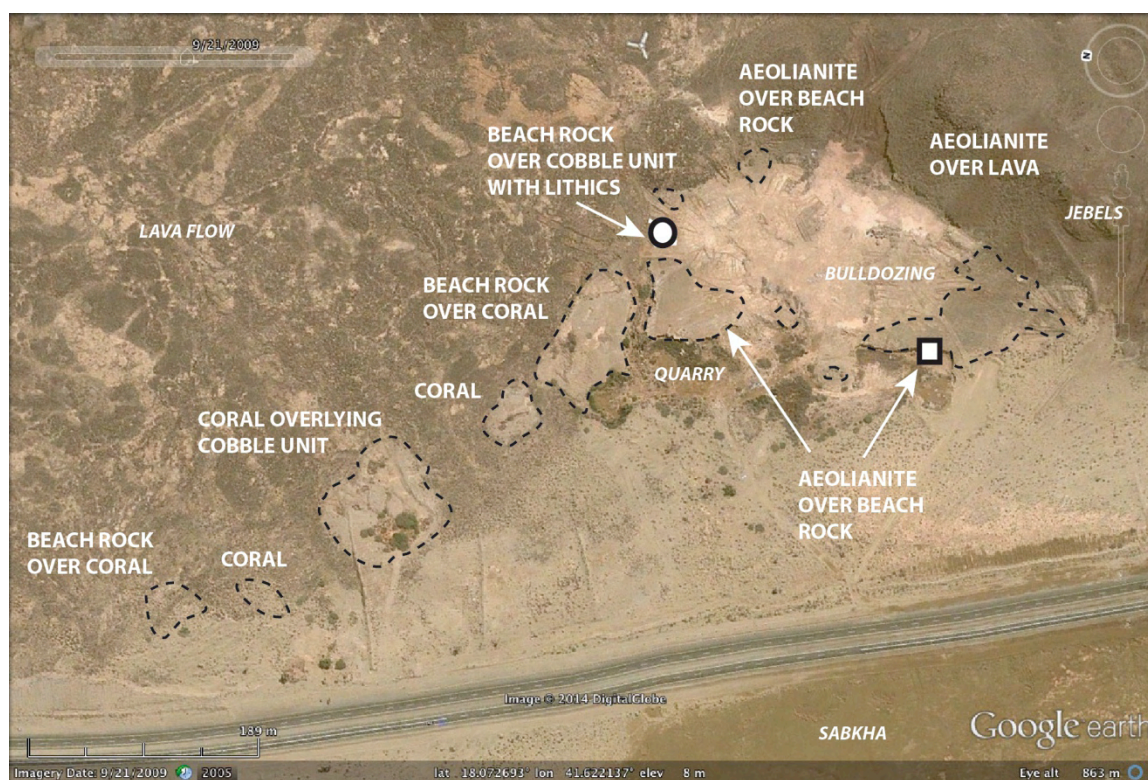 9/21/2009
N
AEOLIANITE
OVER BEACH
ROCK
BEACH ROCK
OVER COBBLE UNIT
WITH LITHICS
AEOLIANITE
OVER LAVA
JEBELS
LAVA FLOW
BULLDOZING
BEACH ROCK
OVER CORAL
QUARRY
CORAL
CORAL OVERLYING
COBBLE UNIT
AEOLIANITE
OVER BEACH
ROCK
BEACH ROCK
OVER CORAL
CORAL
Image © 2014 DigitalGlobe
189 m
SABKHA
Google earth
Imagery Date: 9/21/2009 2005 lat 18.072693° lon 41.622137° elev 8 m Eye alt 863 m